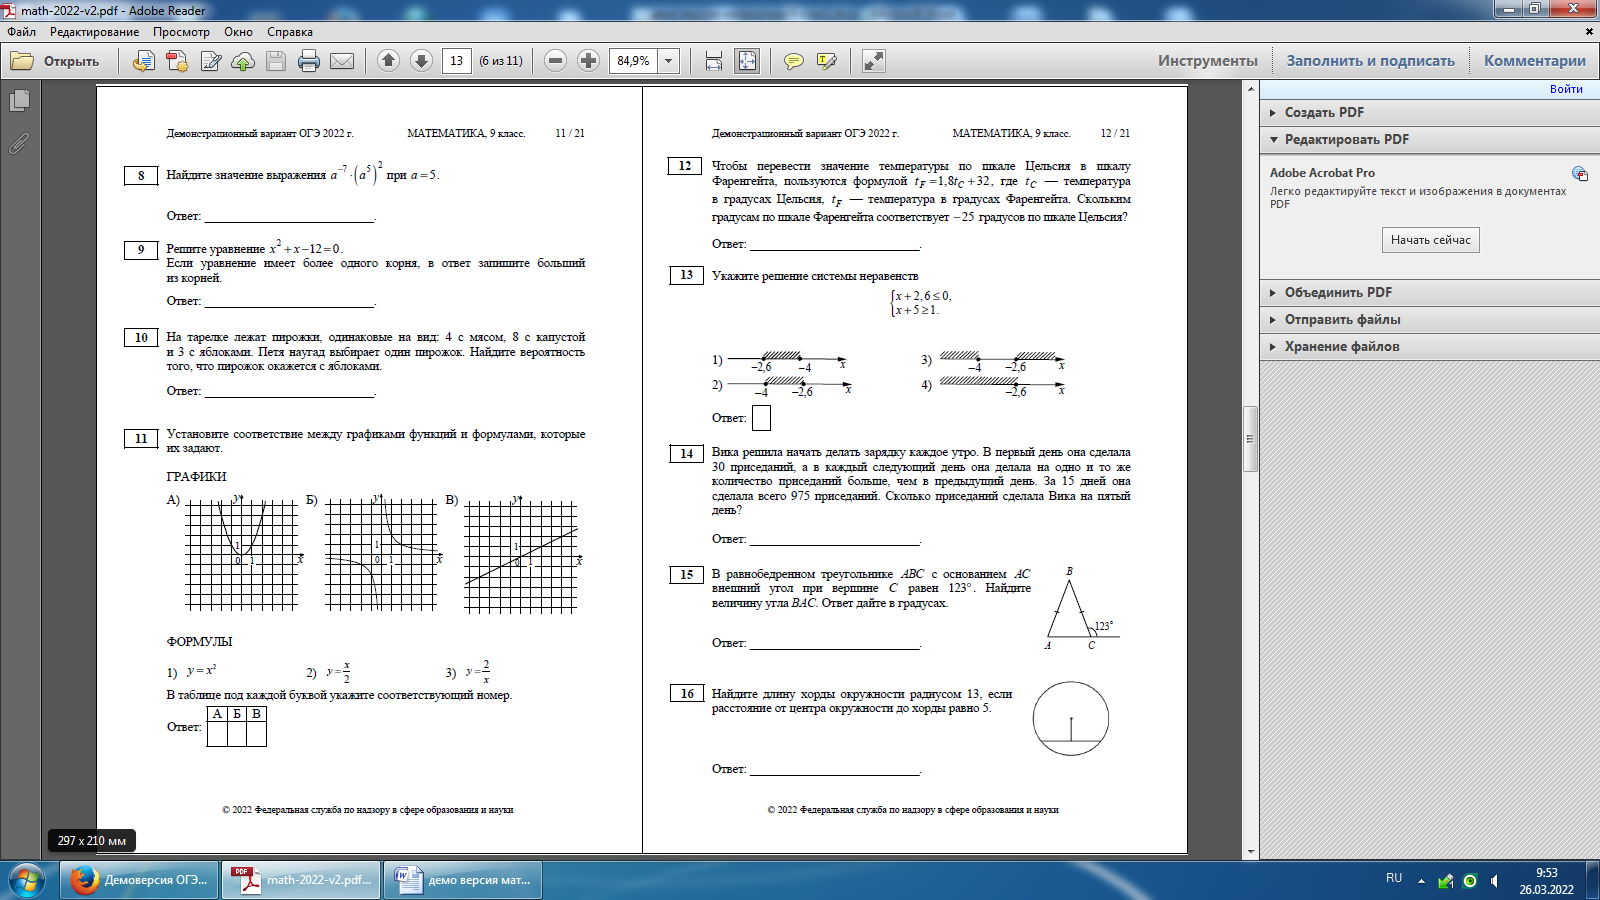 math-2022-v2.pdf - Adobe Reader
Файл Редактирование Просмотр Окно Справка
Открыть 13 (6 из 11) 84,9% Инструменты Заполнить и подписать Комментарии
Войти
Создать PDF
Редактировать PDF
Adobe Acrobat Pro
Легко редактируйте текст и изображения в документах
PDF
Начать сейчас
Объединить PDF
Отправить файлы
Хранение файлов
Демонстрационный вариант ОГЭ 2022 г. МАТЕМАТИКА, 9 класс. 11 / 21
8 Найдите значение выражения a⁻⁷ · (a⁵)² при a = 5.
Ответ: ___________________________.
9 Решите уравнение x² + x − 12 = 0.
Если уравнение имеет более одного корня, в ответ запишите больший
из корней.
Ответ: ___________________________.
10 На тарелке лежат пирожки, одинаковые на вид: 4 с мясом, 8 с капустой
и 3 с яблоками. Петя наугад выбирает один пирожок. Найдите вероятность
того, что пирожок окажется с яблоками.
Ответ: ___________________________.
11 Установите соответствие между графиками функций и формулами, которые
их задают.
ГРАФИКИ
А) y 1 0 1 x Б) y 1 0 1 x В) y 1 0 1 x
ФОРМУЛЫ
1) y = x² 2) y = x/2 3) y = 2/x
В таблице под каждой буквой укажите соответствующий номер.
Ответ: А Б В
© 2022 Федеральная служба по надзору в сфере образования и науки
Демонстрационный вариант ОГЭ 2022 г. МАТЕМАТИКА, 9 класс. 12 / 21
12 Чтобы перевести значение температуры по шкале Цельсия в шкалу
Фаренгейта, пользуются формулой t_F = 1,8t_C + 32, где t_C — температура
в градусах Цельсия, t_F — температура в градусах Фаренгейта. Скольким
градусам по шкале Фаренгейта соответствует −25 градусов по шкале Цельсия?
Ответ: ___________________________.
13 Укажите решение системы неравенств
{ x + 2,6 ≤ 0,
x + 5 ≥ 1.
1) −2,6 −4 x 3) −4 −2,6 x
2) −4 −2,6 x 4) −2,6 x
Ответ:
14 Вика решила начать делать зарядку каждое утро. В первый день она сделала
30 приседаний, а в каждый следующий день она делала на одно и то же
количество приседаний больше, чем в предыдущий день. За 15 дней она
сделала всего 975 приседаний. Сколько приседаний сделала Вика на пятый
день?
Ответ: ___________________________.
15 В равнобедренном треугольнике ABC с основанием AC
внешний угол при вершине C равен 123°. Найдите
величину угла BAC. Ответ дайте в градусах.
B
123°
A C
Ответ: ___________________________.
16 Найдите длину хорды окружности радиусом 13, если
расстояние от центра окружности до хорды равно 5.
Ответ: ___________________________.
© 2022 Федеральная служба по надзору в сфере образования и науки
297 x 210 мм
Демоверсия ОГЭ... math-2022-v2.pdf... демо версия мат... RU 9:53
26.03.2022